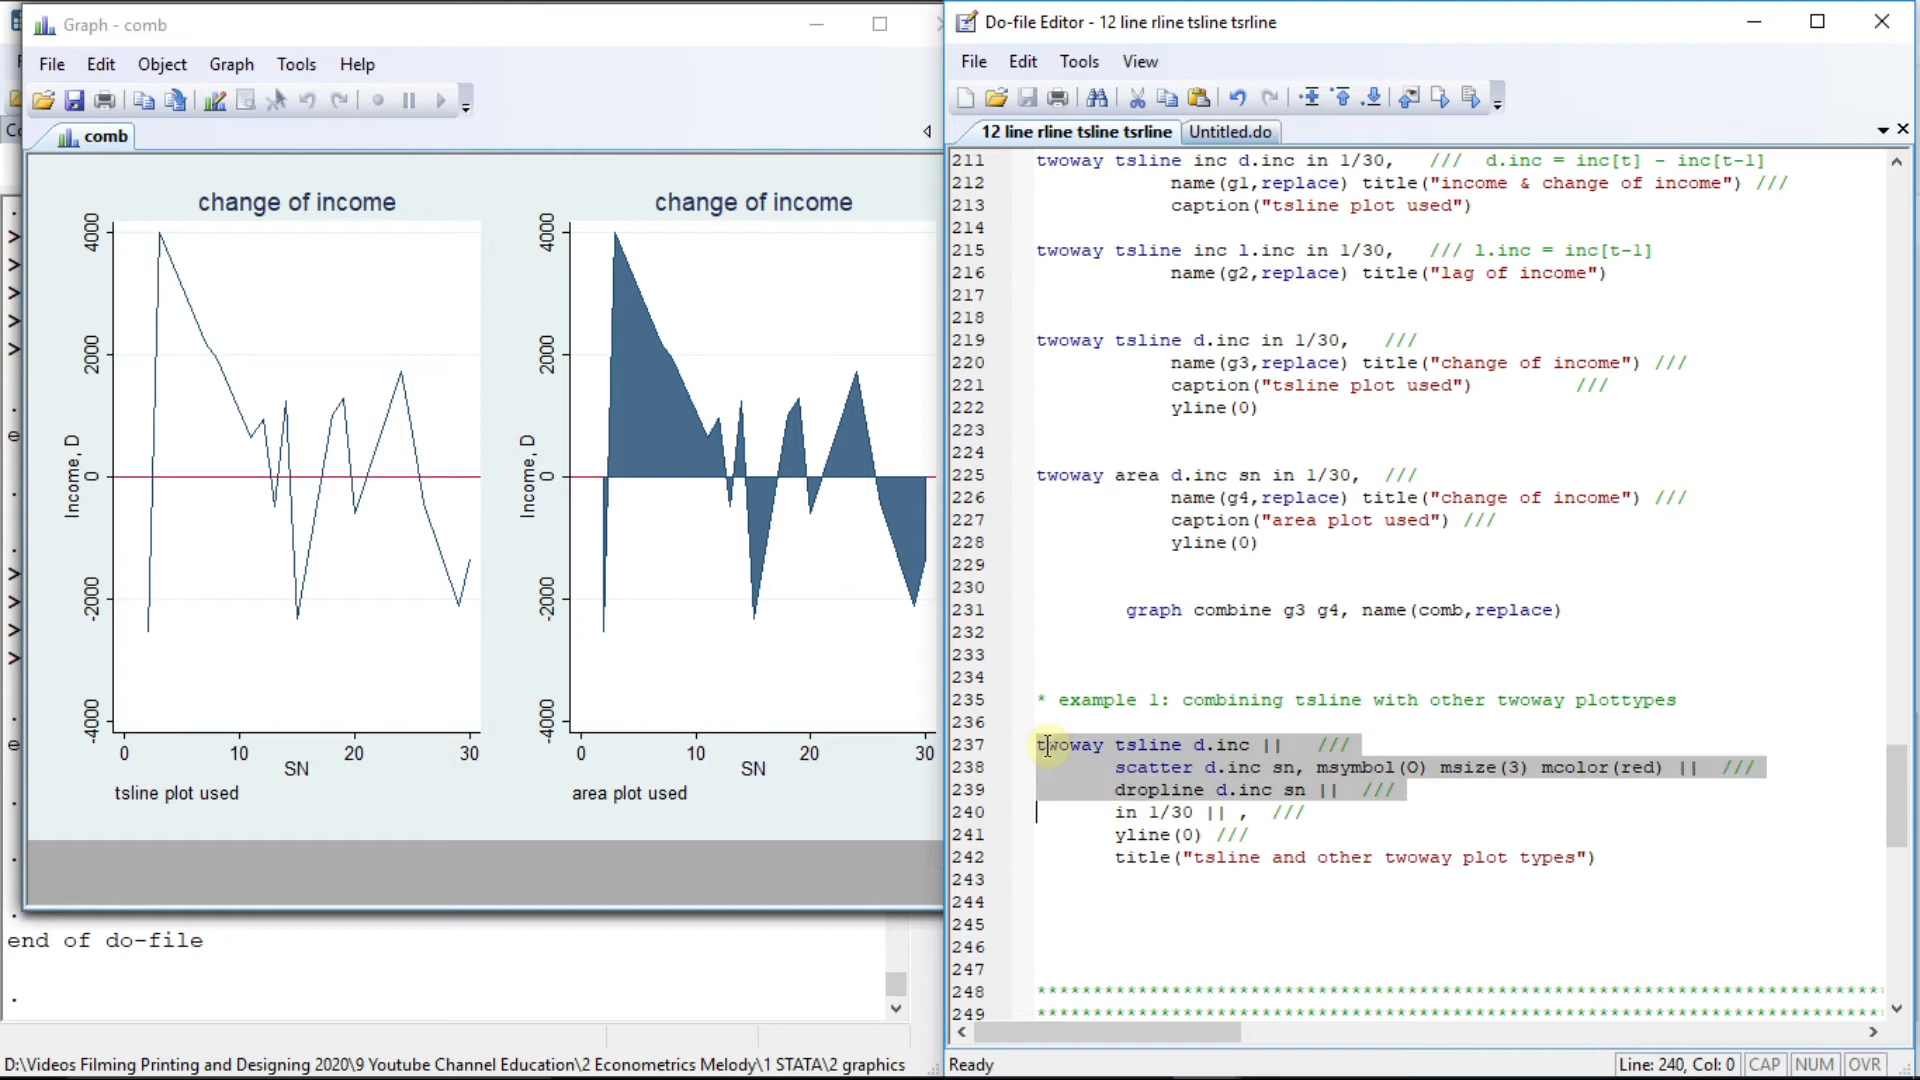 Graph - comb
File Edit Object Graph Tools Help
comb
change of income
4000
2000
0
-2000
-4000
Income, D
0 10 20 30
SN
tsline plot used
change of income
4000
2000
0
-2000
-4000
Income, D
0 10 20 30
SN
area plot used
end of do-file
.
D:\Videos Filming Printing and Designing 2020\9 Youtube Channel Education\2 Econometrics Melody\1 STATA\2 graphics
Do-file Editor - 12 line rline tsline tsrline
File Edit Tools View
12 line rline tsline tsrline Untitled.do
211 twoway tsline inc d.inc in 1/30, /// d.inc = inc[t] - inc[t-1]
212 name(g1,replace) title("income & change of income") ///
213 caption("tsline plot used")
214
215 twoway tsline inc l.inc in 1/30, /// l.inc = inc[t-1]
216 name(g2,replace) title("lag of income")
217
218
219 twoway tsline d.inc in 1/30, ///
220 name(g3,replace) title("change of income") ///
221 caption("tsline plot used") ///
222 yline(0)
223
224
225 twoway area d.inc sn in 1/30, ///
226 name(g4,replace) title("change of income") ///
227 caption("area plot used") ///
228 yline(0)
229
230
231 graph combine g3 g4, name(comb,replace)
232
233
234
235 * example 1: combining tsline with other twoway plottypes
236
237 twoway tsline d.inc || ///
238 scatter d.inc sn, msymbol(O) msize(3) mcolor(red) || ///
239 dropline d.inc sn || ///
240 in 1/30 || , ///
241 yline(0) ///
242 title("tsline and other twoway plot types")
243
244
245
246
247
248 ***************************************************************************
249 ***************************************************************************
Ready
Line: 240, Col: 0 CAP NUM OVR